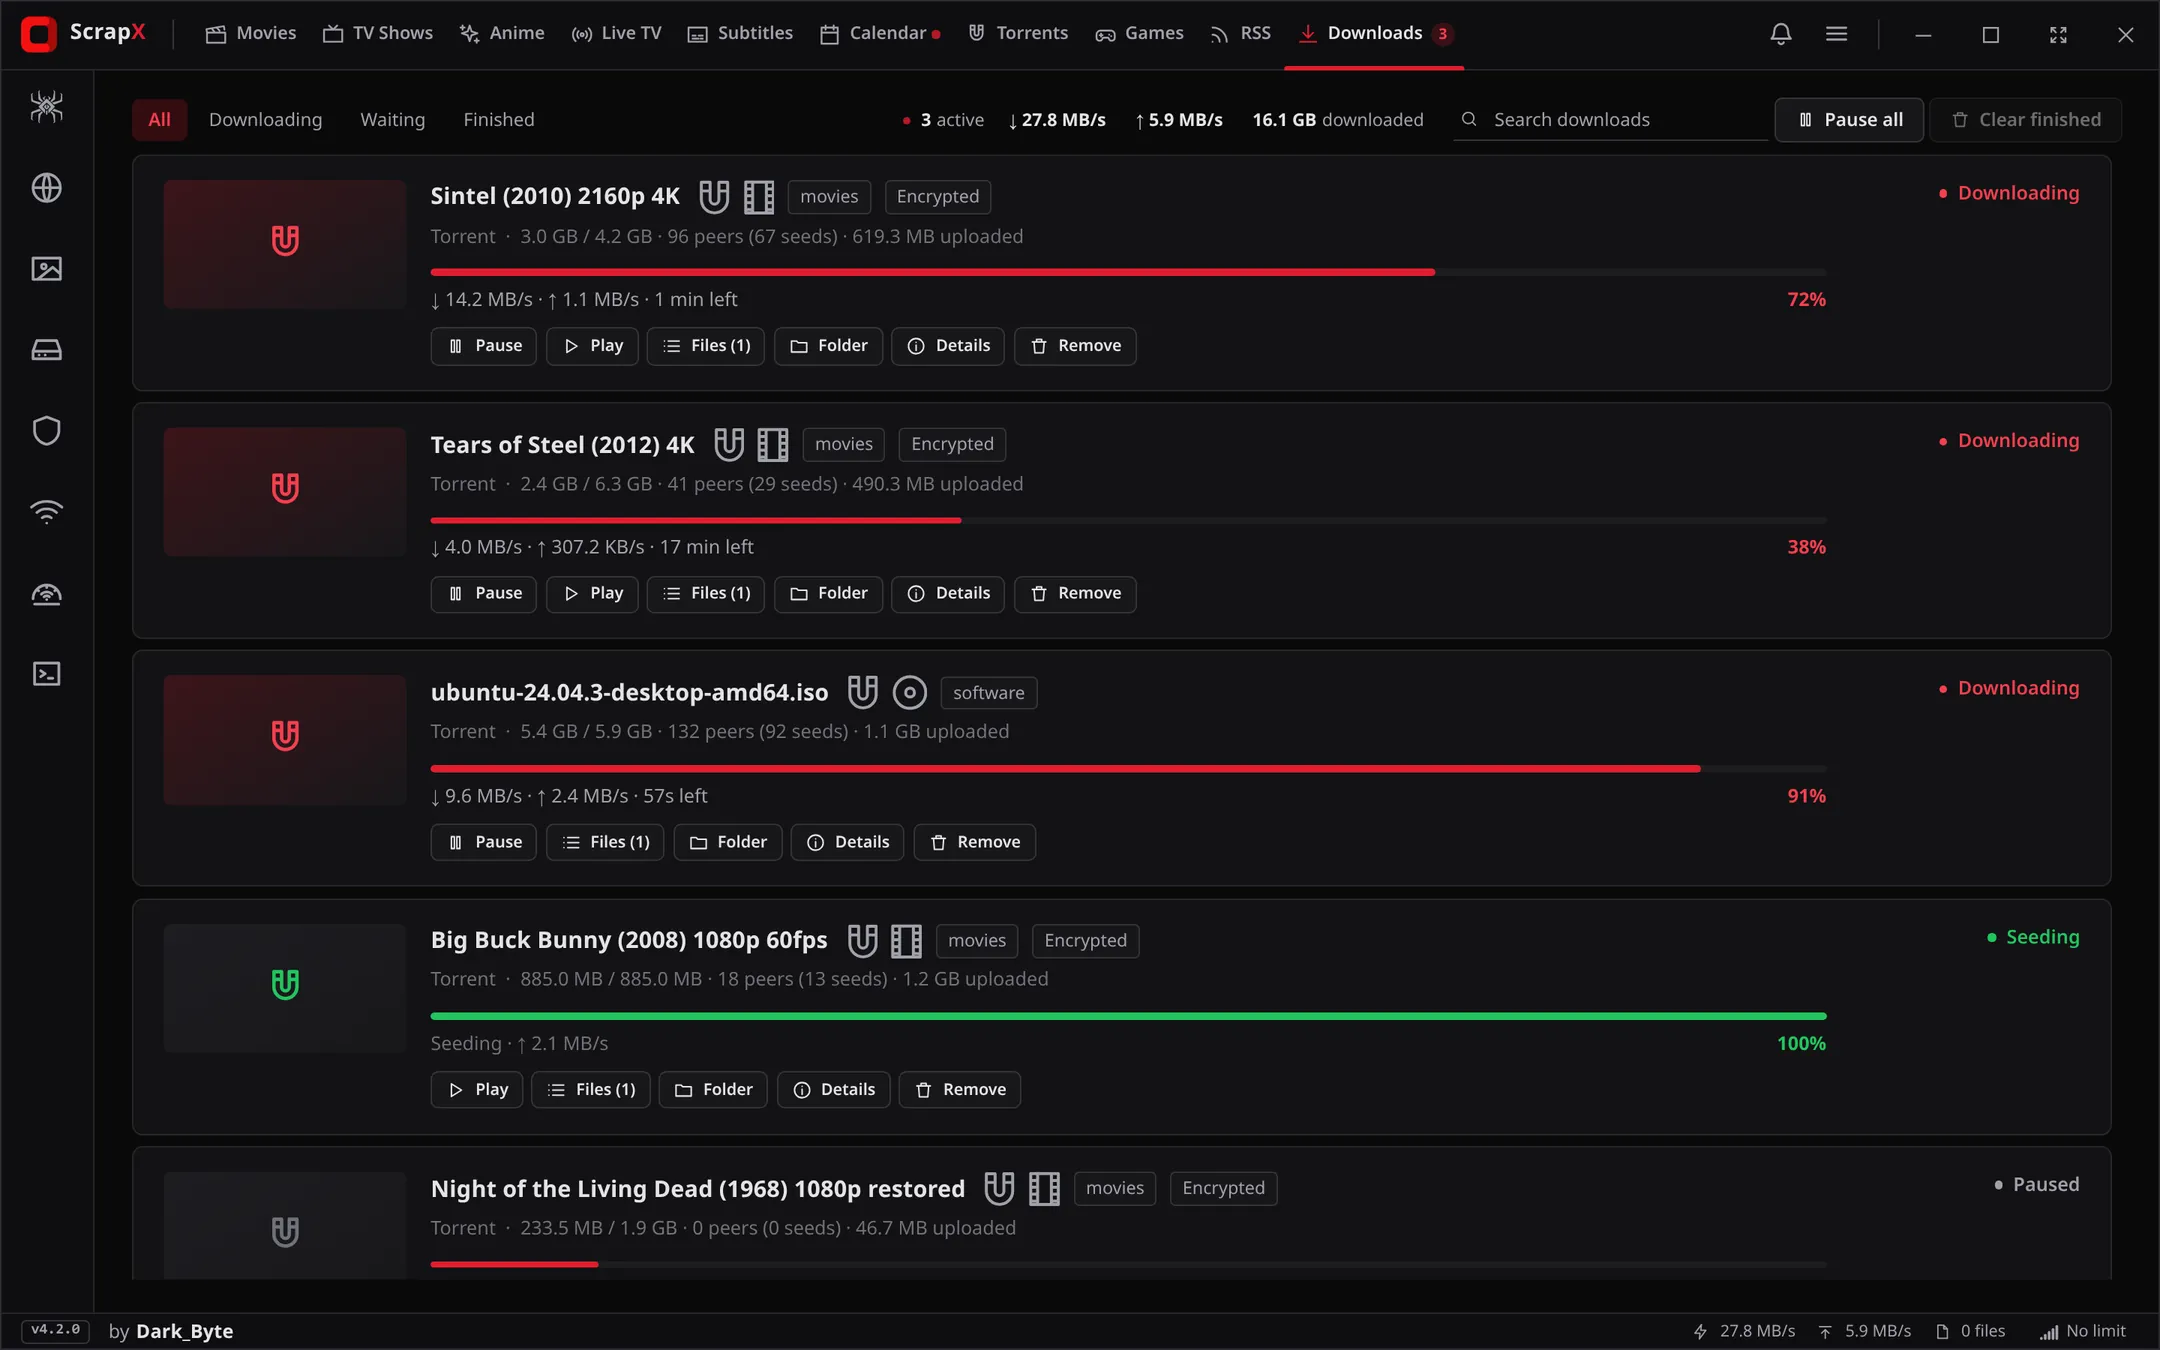 ScrapX
Movies
TV Shows
Anime
Live TV
Subtitles
Calendar
Torrents
Games
RSS
Downloads 3
All
Downloading
Waiting
Finished
3 active
↓ 27.8 MB/s
↑ 5.9 MB/s
16.1 GB downloaded
Search downloads
Pause all
Clear finished
Sintel (2010) 2160p 4K movies Encrypted
Downloading
Torrent · 3.0 GB / 4.2 GB · 96 peers (67 seeds) · 619.3 MB uploaded
↓ 14.2 MB/s · ↑ 1.1 MB/s · 1 min left
72%
Pause Play Files (1) Folder Details Remove
Tears of Steel (2012) 4K movies Encrypted
Downloading
Torrent · 2.4 GB / 6.3 GB · 41 peers (29 seeds) · 490.3 MB uploaded
↓ 4.0 MB/s · ↑ 307.2 KB/s · 17 min left
38%
Pause Play Files (1) Folder Details Remove
ubuntu-24.04.3-desktop-amd64.iso software
Downloading
Torrent · 5.4 GB / 5.9 GB · 132 peers (92 seeds) · 1.1 GB uploaded
↓ 9.6 MB/s · ↑ 2.4 MB/s · 57s left
91%
Pause Files (1) Folder Details Remove
Big Buck Bunny (2008) 1080p 60fps movies Encrypted
Seeding
Torrent · 885.0 MB / 885.0 MB · 18 peers (13 seeds) · 1.2 GB uploaded
Seeding · ↑ 2.1 MB/s
100%
Play Files (1) Folder Details Remove
Night of the Living Dead (1968) 1080p restored movies Encrypted
Paused
Torrent · 233.5 MB / 1.9 GB · 0 peers (0 seeds) · 46.7 MB uploaded
v4.2.0 by Dark_Byte
27.8 MB/s
5.9 MB/s
0 files
No limit